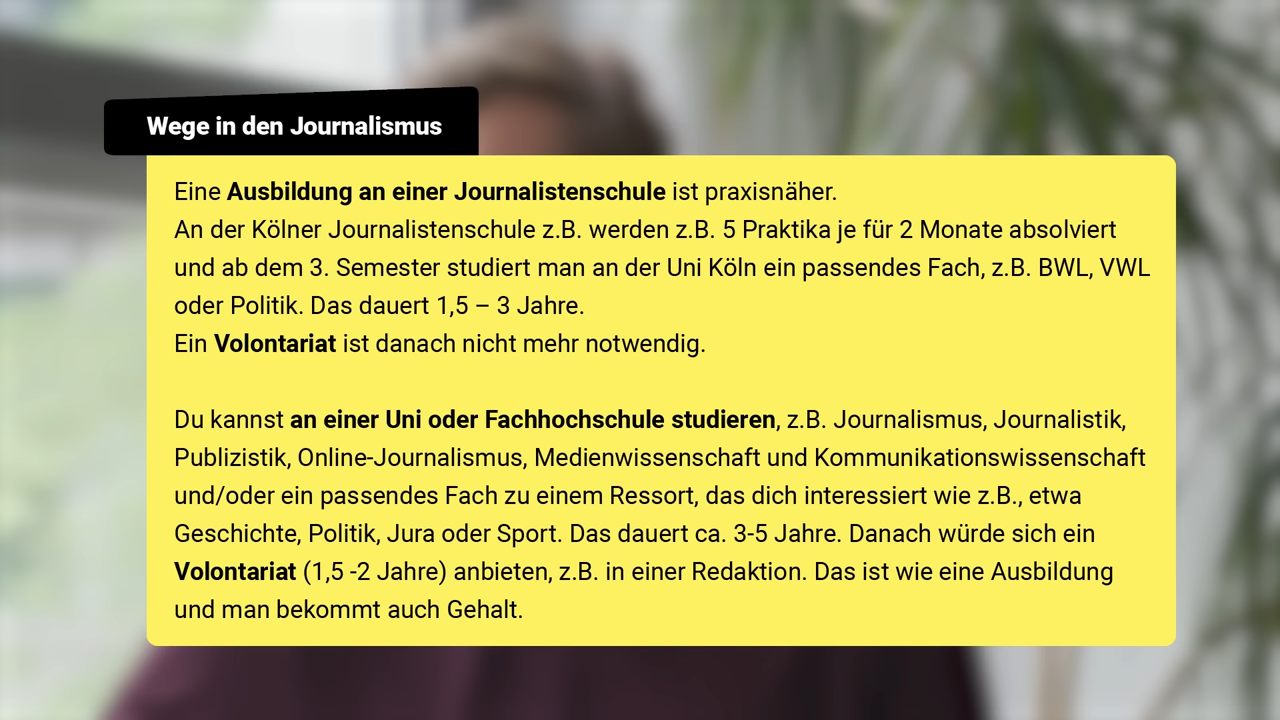 Wege in den Journalismus
Eine Ausbildung an einer Journalistenschule ist praxisnäher.
An der Kölner Journalistenschule z.B. werden z.B. 5 Praktika je für 2 Monate absolviert
und ab dem 3. Semester studiert man an der Uni Köln ein passendes Fach, z.B. BWL, VWL
oder Politik. Das dauert 1,5 – 3 Jahre.
Ein Volontariat ist danach nicht mehr notwendig.
Du kannst an einer Uni oder Fachhochschule studieren, z.B. Journalismus, Journalistik,
Publizistik, Online-Journalismus, Medienwissenschaft und Kommunikationswissenschaft
und/oder ein passendes Fach zu einem Ressort, das dich interessiert wie z.B., etwa
Geschichte, Politik, Jura oder Sport. Das dauert ca. 3-5 Jahre. Danach würde sich ein
Volontariat (1,5 -2 Jahre) anbieten, z.B. in einer Redaktion. Das ist wie eine Ausbildung
und man bekommt auch Gehalt.